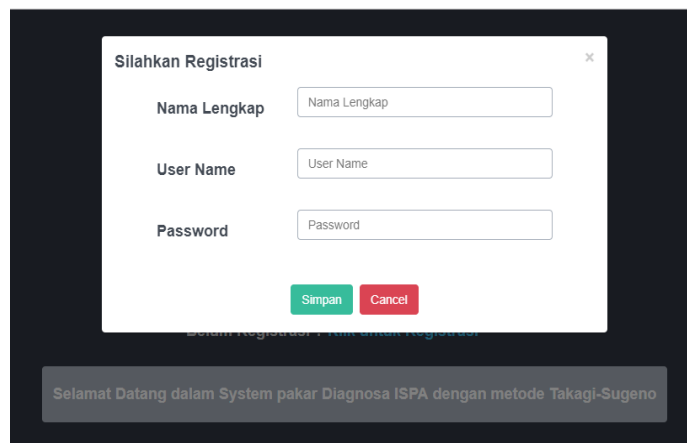 Silahkan Registrasi
×
Nama Lengkap
Nama Lengkap
User Name
User Name
Password
Password
Simpan
Cancel
Belum Registrasi ? Klik untuk Registrasi
Selamat Datang dalam System pakar Diagnosa ISPA dengan metode Takagi-Sugeno